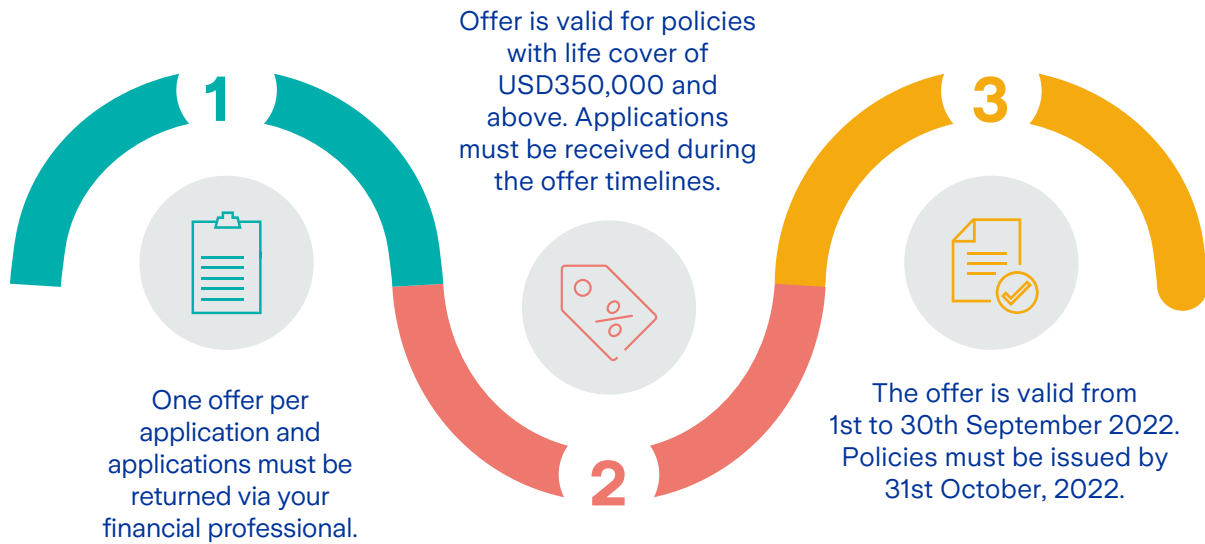 1
One offer per
application and
applications must be
returned via your
financial professional.
Offer is valid for policies
with life cover of
USD350,000 and
above. Applications
must be received during
the offer timelines.
%
2
3
The offer is valid from
1st to 30th September 2022.
Policies must be issued by
31st October, 2022.